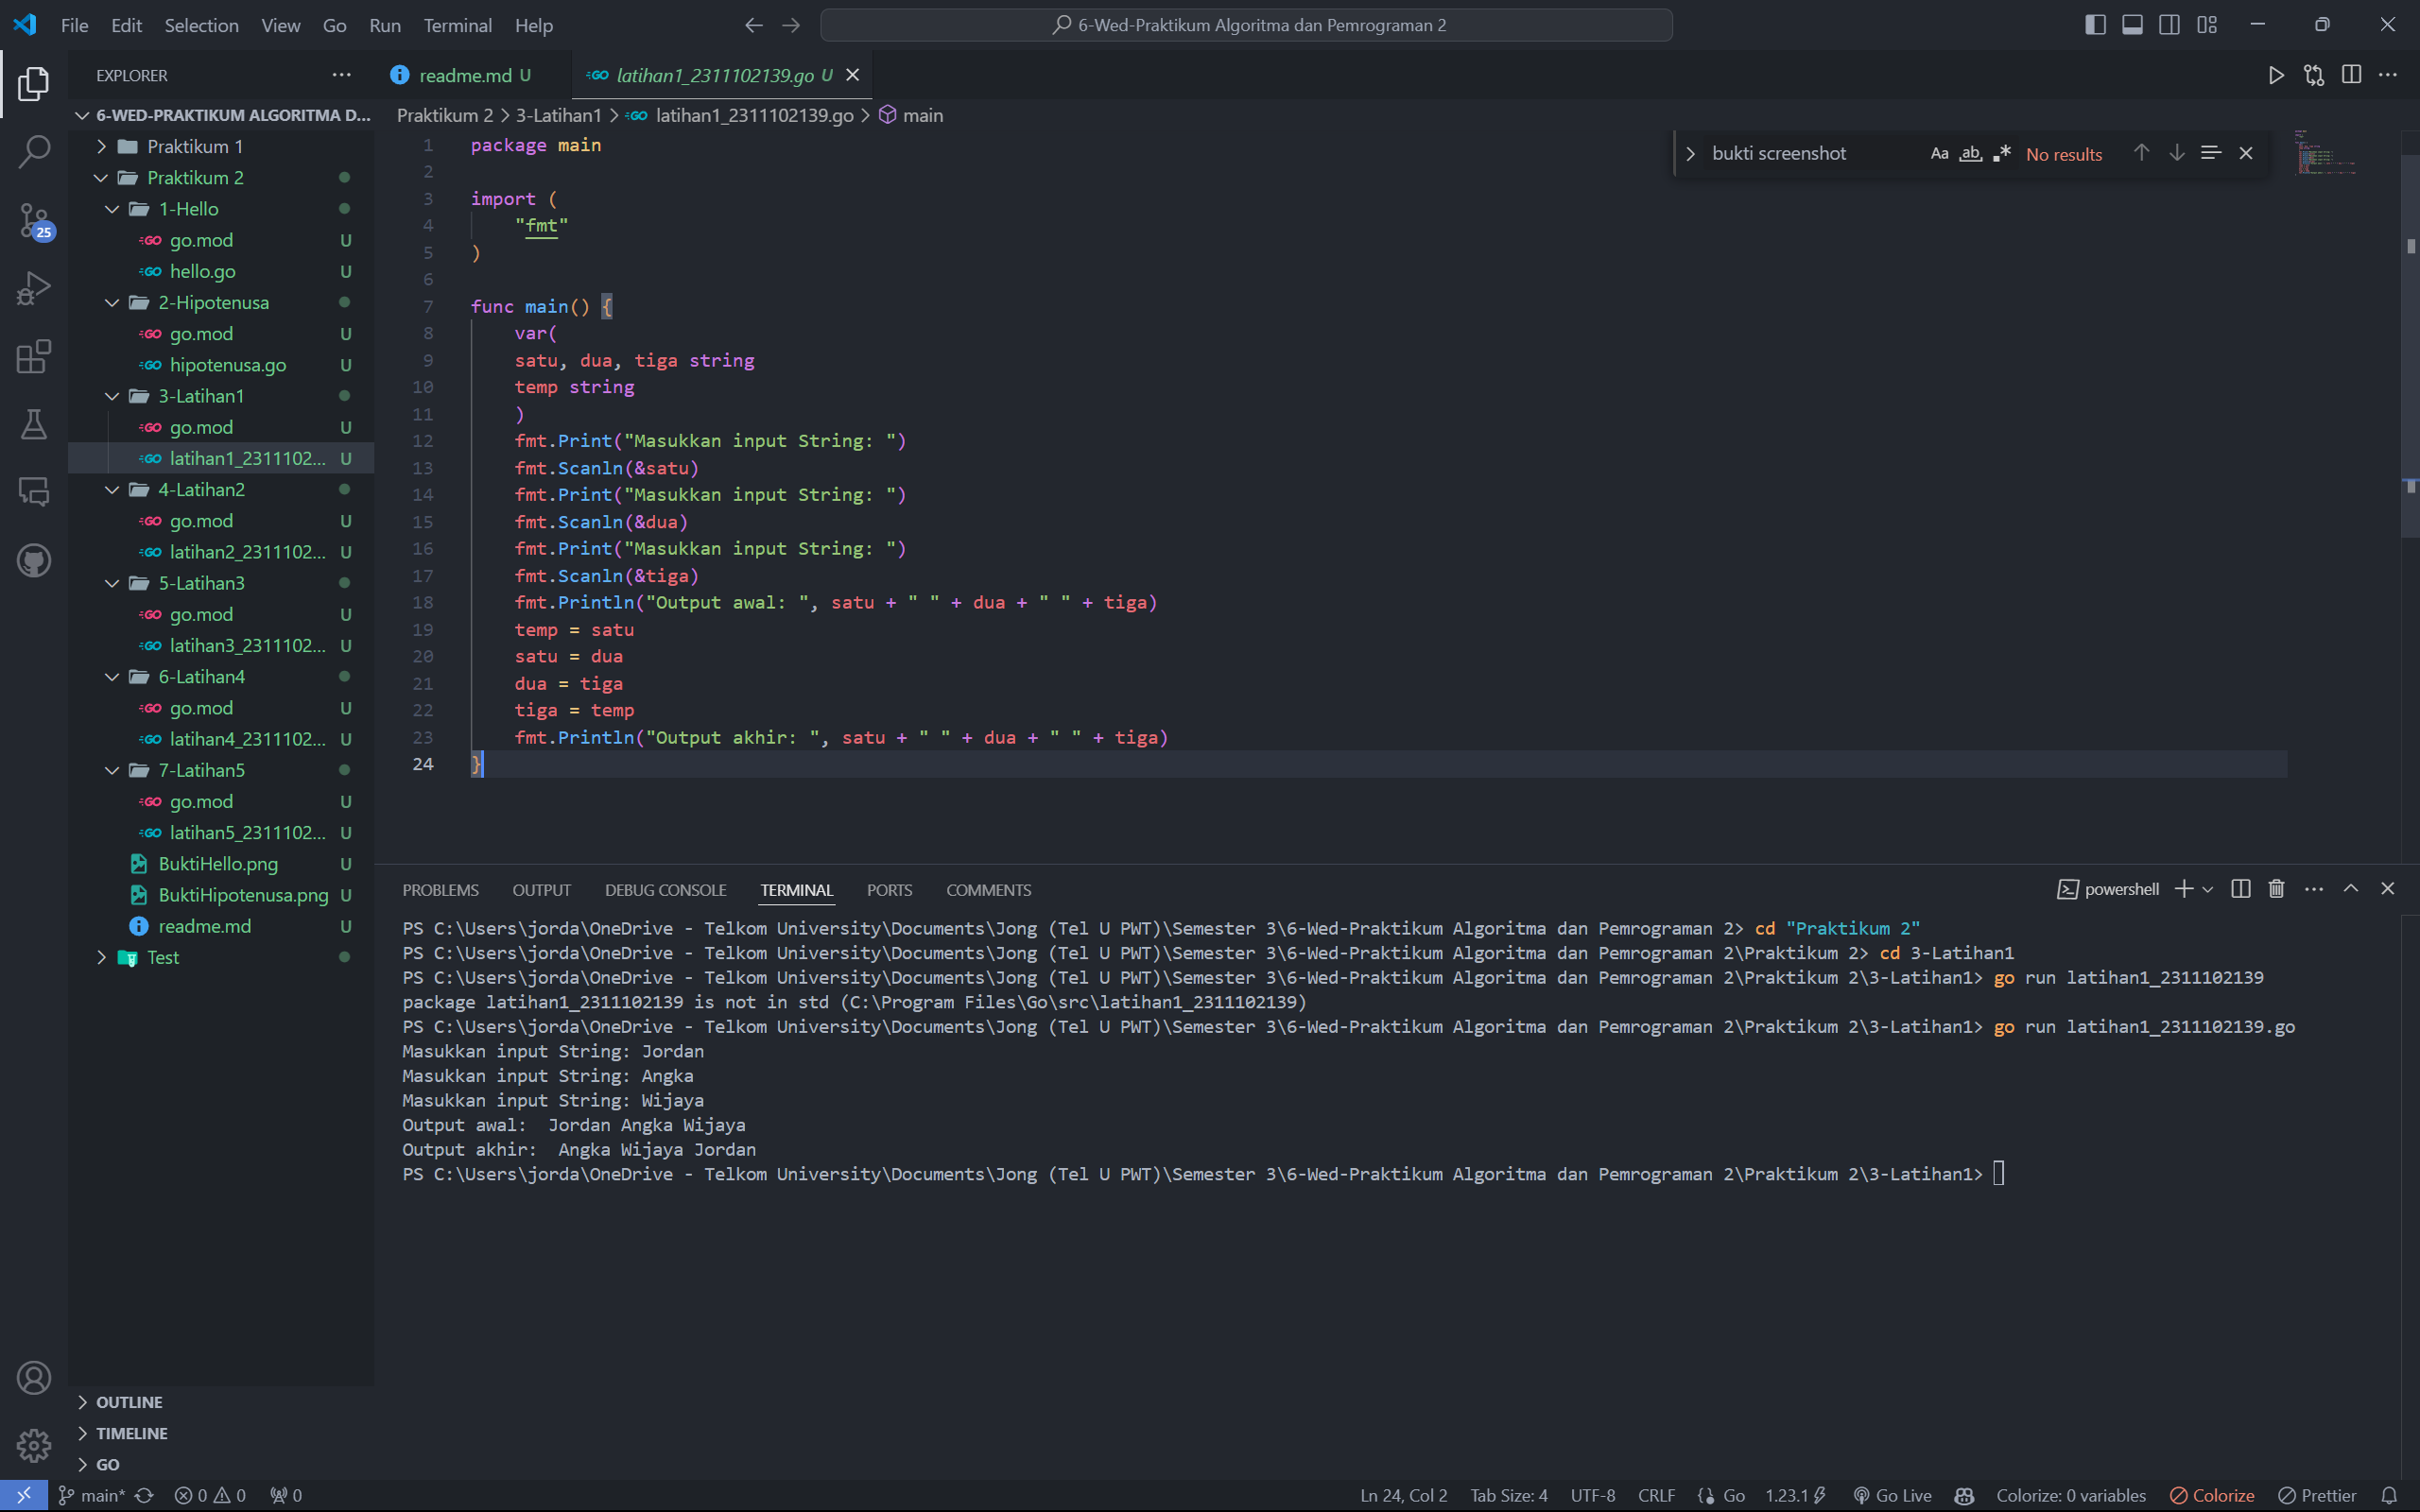 File Edit Selection View Go Run Terminal Help
6-Wed-Praktikum Algoritma dan Pemrograman 2
EXPLORER
readme.md U
latihan1_2311102139.go U
6-WED-PRAKTIKUM ALGORITMA D...
Praktikum 1
Praktikum 2
1-Hello
go.mod U
hello.go U
2-Hipotenusa
go.mod U
hipotenusa.go U
3-Latihan1
go.mod U
latihan1_2311102... U
4-Latihan2
go.mod U
latihan2_2311102... U
5-Latihan3
go.mod U
latihan3_2311102... U
6-Latihan4
go.mod U
latihan4_2311102... U
7-Latihan5
go.mod U
latihan5_2311102... U
BuktiHello.png U
BuktiHipotenusa.png U
readme.md U
Test
OUTLINE
TIMELINE
GO
25
Praktikum 2 > 3-Latihan1 > latihan1_2311102139.go > main
bukti screenshot Aa ab .* No results
1 package main
2
3 import (
4 "fmt"
5 )
6
7 func main() {
8 var(
9 satu, dua, tiga string
10 temp string
11 )
12 fmt.Print("Masukkan input String: ")
13 fmt.Scanln(&satu)
14 fmt.Print("Masukkan input String: ")
15 fmt.Scanln(&dua)
16 fmt.Print("Masukkan input String: ")
17 fmt.Scanln(&tiga)
18 fmt.Println("Output awal: ", satu + " " + dua + " " + tiga)
19 temp = satu
20 satu = dua
21 dua = tiga
22 tiga = temp
23 fmt.Println("Output akhir: ", satu + " " + dua + " " + tiga)
24 }
PROBLEMS OUTPUT DEBUG CONSOLE TERMINAL PORTS COMMENTS
powershell
PS C:\Users\jorda\OneDrive - Telkom University\Documents\Jong (Tel U PWT)\Semester 3\6-Wed-Praktikum Algoritma dan Pemrograman 2> cd "Praktikum 2"
PS C:\Users\jorda\OneDrive - Telkom University\Documents\Jong (Tel U PWT)\Semester 3\6-Wed-Praktikum Algoritma dan Pemrograman 2\Praktikum 2> cd 3-Latihan1
PS C:\Users\jorda\OneDrive - Telkom University\Documents\Jong (Tel U PWT)\Semester 3\6-Wed-Praktikum Algoritma dan Pemrograman 2\Praktikum 2\3-Latihan1> go run latihan1_2311102139
package latihan1_2311102139 is not in std (C:\Program Files\Go\src\latihan1_2311102139)
PS C:\Users\jorda\OneDrive - Telkom University\Documents\Jong (Tel U PWT)\Semester 3\6-Wed-Praktikum Algoritma dan Pemrograman 2\Praktikum 2\3-Latihan1> go run latihan1_2311102139.go
Masukkan input String: Jordan
Masukkan input String: Angka
Masukkan input String: Wijaya
Output awal:  Jordan Angka Wijaya
Output akhir:  Angka Wijaya Jordan
PS C:\Users\jorda\OneDrive - Telkom University\Documents\Jong (Tel U PWT)\Semester 3\6-Wed-Praktikum Algoritma dan Pemrograman 2\Praktikum 2\3-Latihan1>
main* 0 0 0 Ln 24, Col 2 Tab Size: 4 UTF-8 CRLF Go 1.23.1 Go Live Colorize: 0 variables Colorize Prettier